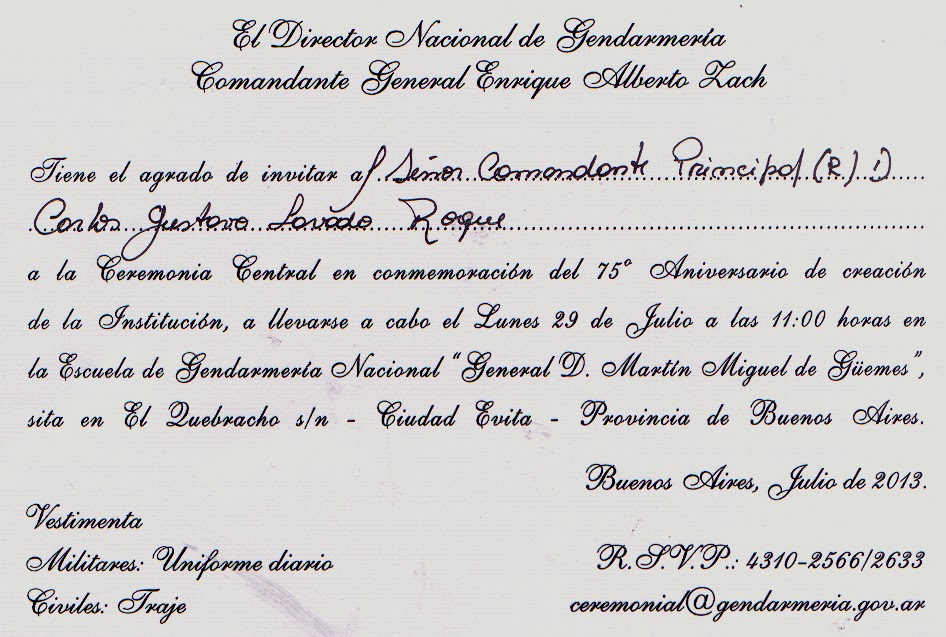 El Director Nacional de Gendarmería
Comandante General Enrique Alberto Zach
Tiene el agrado de invitar al Señor Comandante Principal (R) D
Carlos Gustavo Lavado Roque
a la Ceremonia Central en conmemoración del 75º Aniversario de creación
de la Institución, a llevarse a cabo el Lunes 29 de Julio a las 11:00 horas en
la Escuela de Gendarmería Nacional “General D. Martín Miguel de Güemes”,
sita en El Quebracho s/n - Ciudad Evita - Provincia de Buenos Aires.
Buenos Aires, Julio de 2013.
Vestimenta
Militares: Uniforme diario R.S.V.P.: 4310-2566/2633
Civiles: Traje ceremonial@gendarmeria.gov.ar